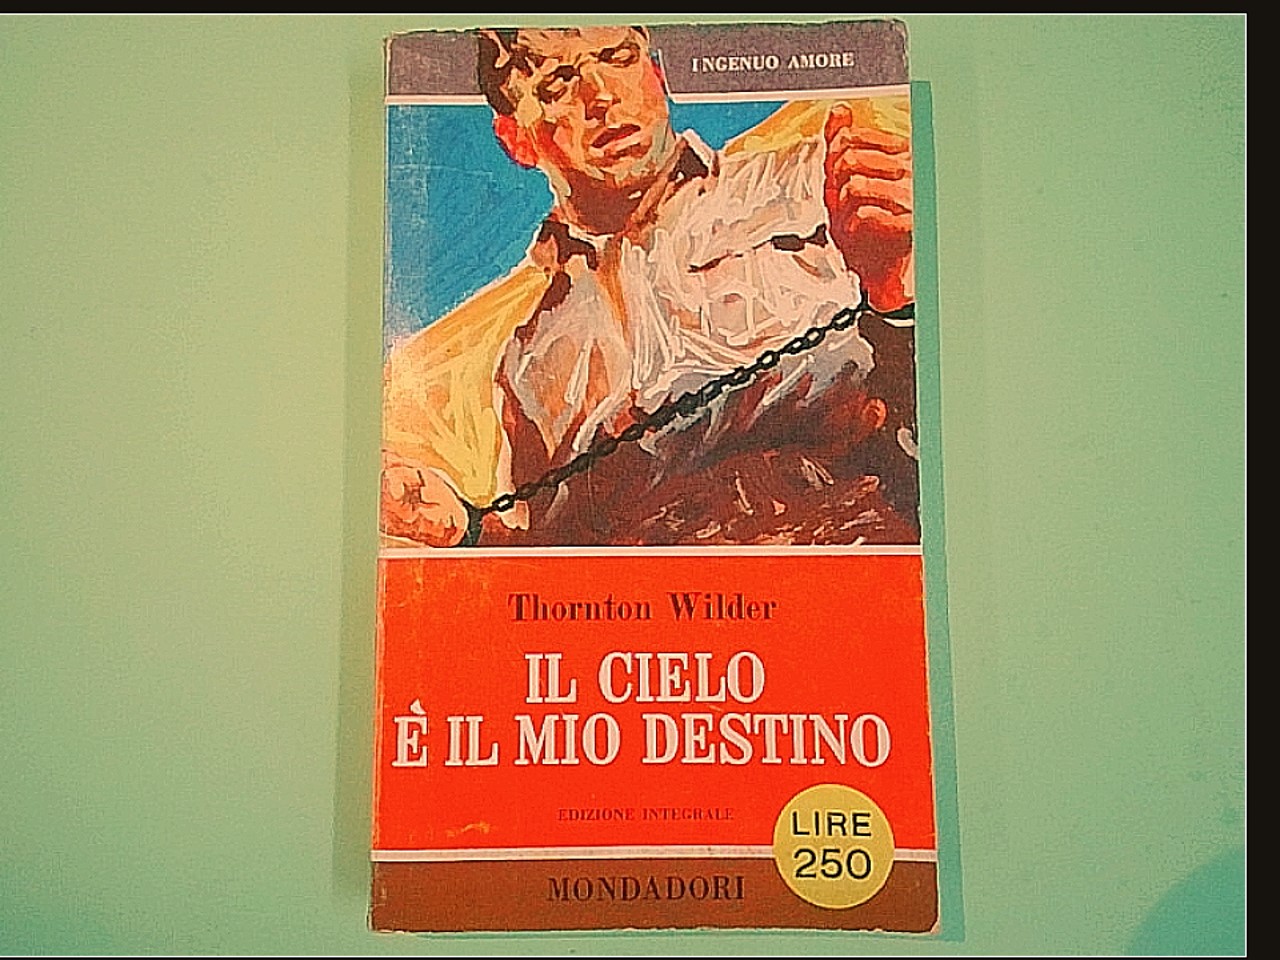 INGENUO AMORE
Thornton Wilder
IL CIELO
È IL MIO DESTINO
EDIZIONE INTEGRALE
LIRE
250
MONDADORI